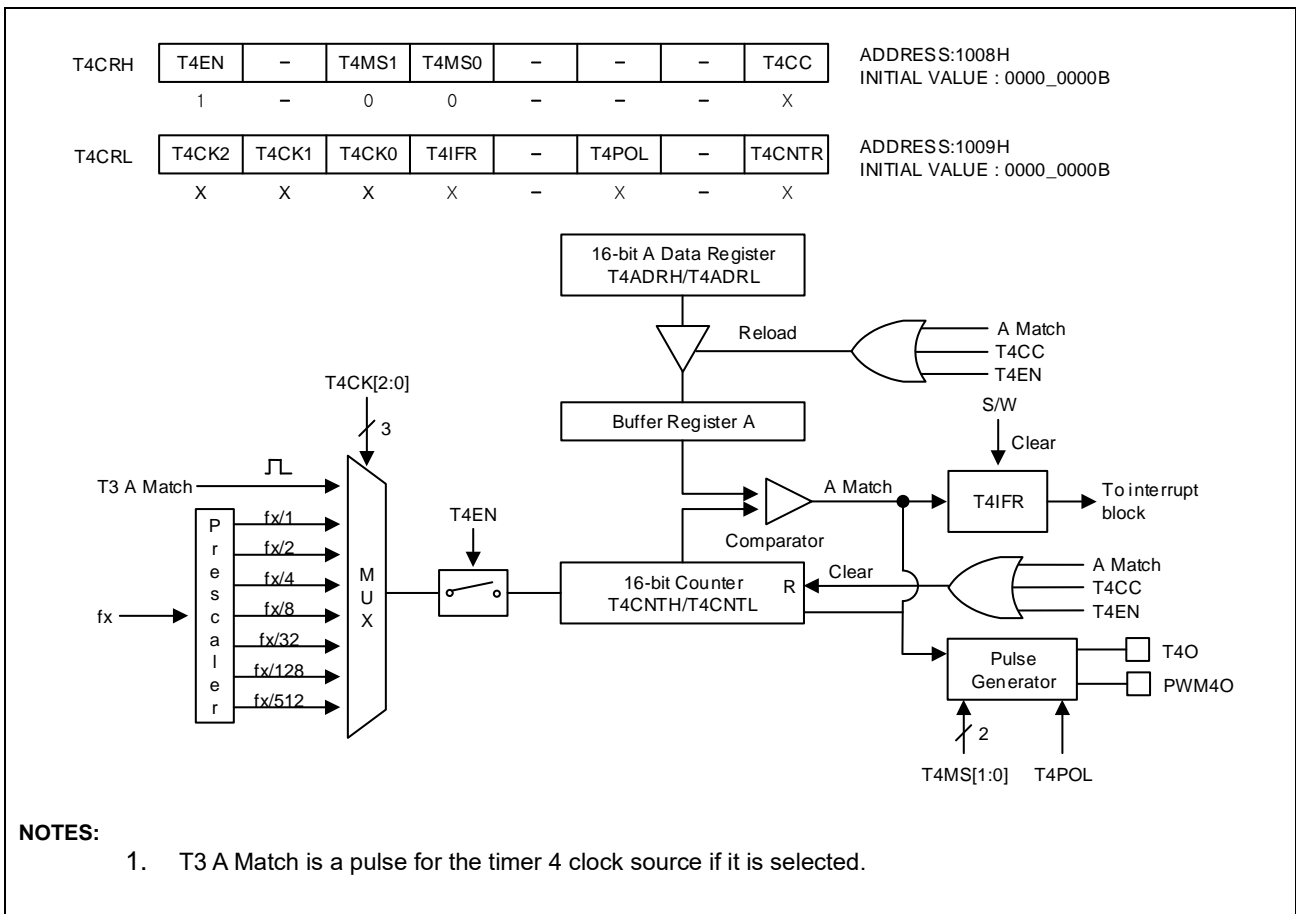 T4CRH T4EN – T4MS1 T4MS0 – – – T4CC ADDRESS:1008H
INITIAL VALUE : 0000_0000B
1 – 0 0 – – – X
T4CRL T4CK2 T4CK1 T4CK0 T4IFR – T4POL – T4CNTR ADDRESS:1009H
INITIAL VALUE : 0000_0000B
X X X X – X – X
16-bit A Data Register
T4ADRH/T4ADRL
Reload
A Match
T4CC
T4EN
T4CK[2:0]
3
Buffer Register A
S/W
Clear
T3 A Match
A Match
T4IFR
To interrupt
block
Comparator
fx
Prescaler
fx/1
fx/2
fx/4
fx/8
fx/32
fx/128
fx/512
MUX
T4EN
16-bit Counter
T4CNTH/T4CNTL
R
Clear
A Match
T4CC
T4EN
Pulse
Generator
T4O
PWM4O
2
T4MS[1:0] T4POL
NOTES:
1. T3 A Match is a pulse for the timer 4 clock source if it is selected.